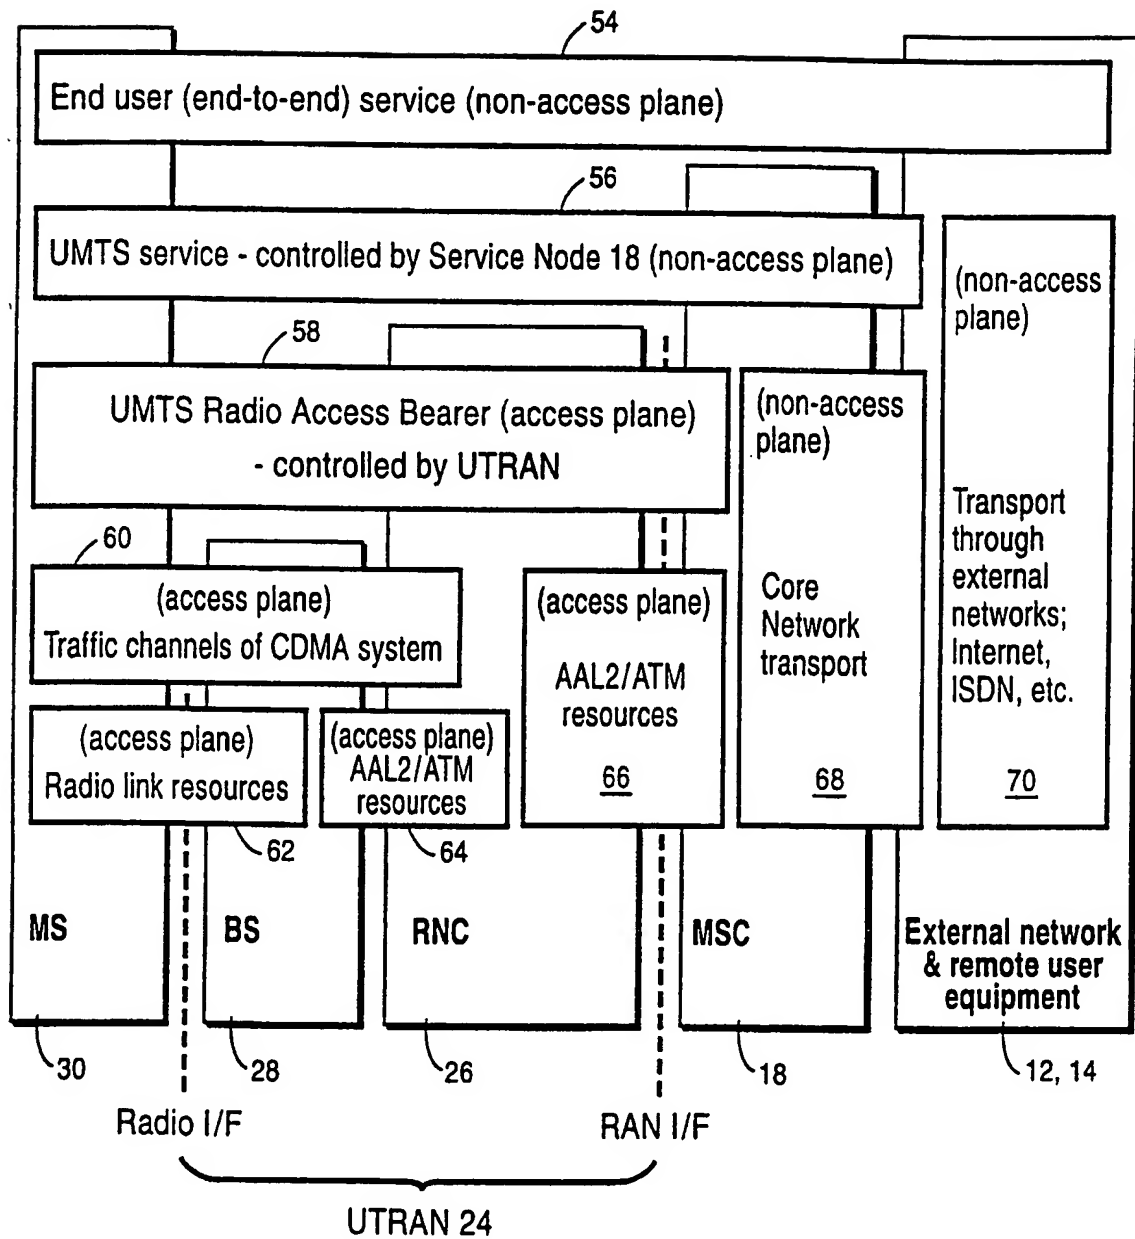 54
End user (end-to-end) service (non-access plane)
56
UMTS service - controlled by Service Node 18 (non-access plane)
(non-access
plane)
58
UMTS Radio Access Bearer (access plane)
- controlled by UTRAN
(non-access
plane)
Transport
through
external
networks;
Internet,
ISDN, etc.
60
(access plane)
Traffic channels of CDMA system
(access plane)
AAL2/ATM
resources
66
Core
Network
transport
68
70
(access plane)
Radio link resources
(access plane)
AAL2/ATM
resources
62
64
MS
BS
RNC
MSC
External network
& remote user
equipment
30
28
26
18
12, 14
Radio I/F
RAN I/F
UTRAN 24